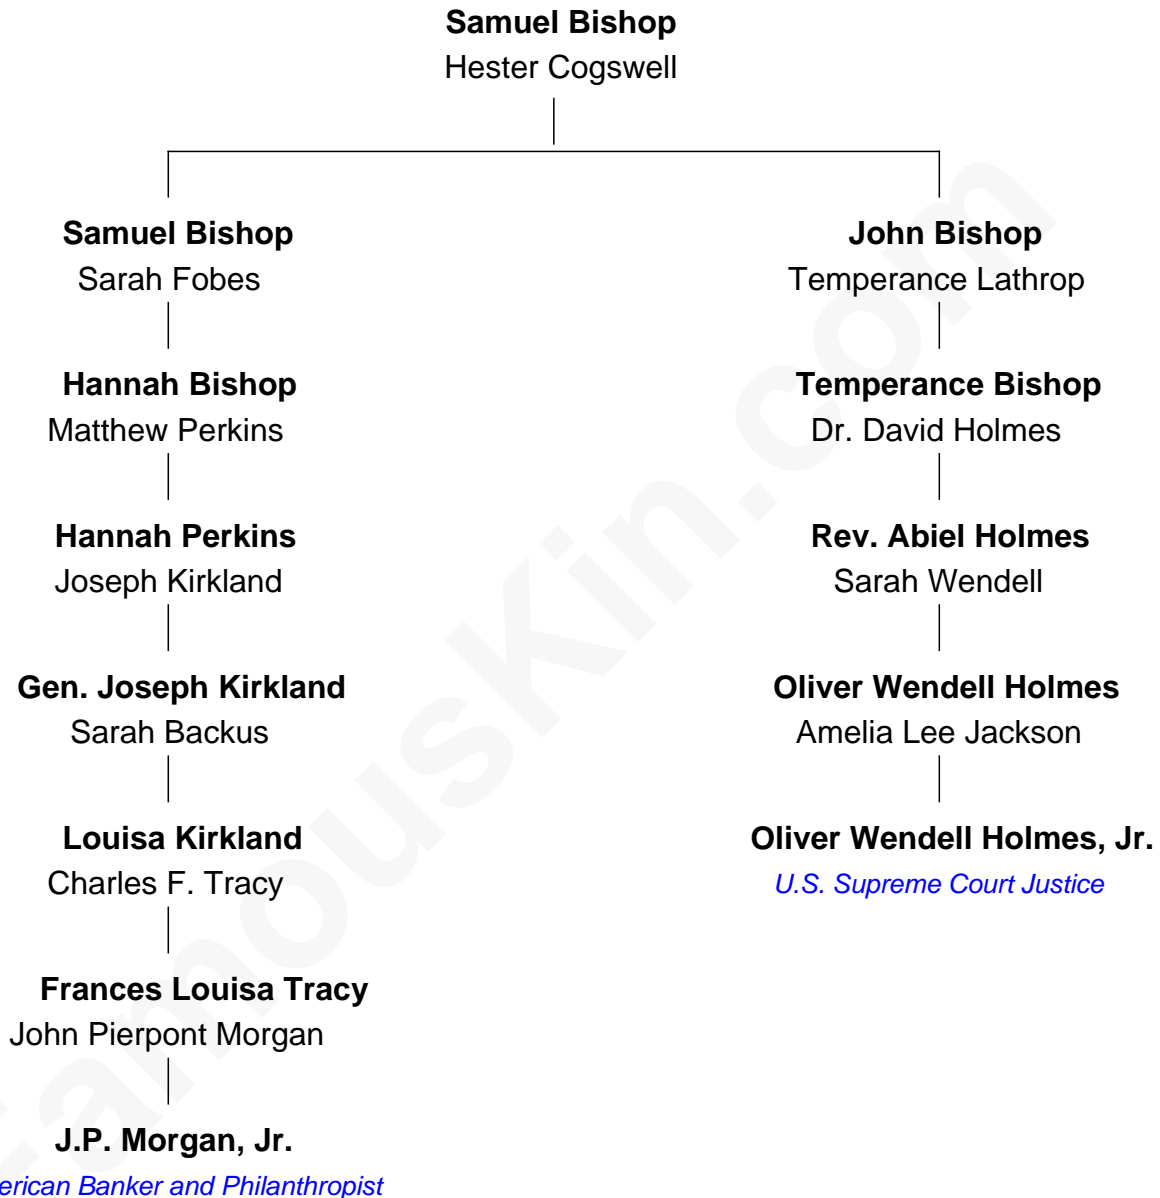 Samuel Bishop
Hester Cogswell
Samuel Bishop
Sarah Fobes
Hannah Bishop
Matthew Perkins
Hannah Perkins
Joseph Kirkland
Gen. Joseph Kirkland
Sarah Backus
Louisa Kirkland
Charles F. Tracy
Frances Louisa Tracy
John Pierpont Morgan
J.P. Morgan, Jr.
erican Banker and Philanthropist
John Bishop
Temperance Lathrop
Temperance Bishop
Dr. David Holmes
Rev. Abiel Holmes
Sarah Wendell
Oliver Wendell Holmes
Amelia Lee Jackson
Oliver Wendell Holmes, Jr.
U.S. Supreme Court Justice
FamousKin.com